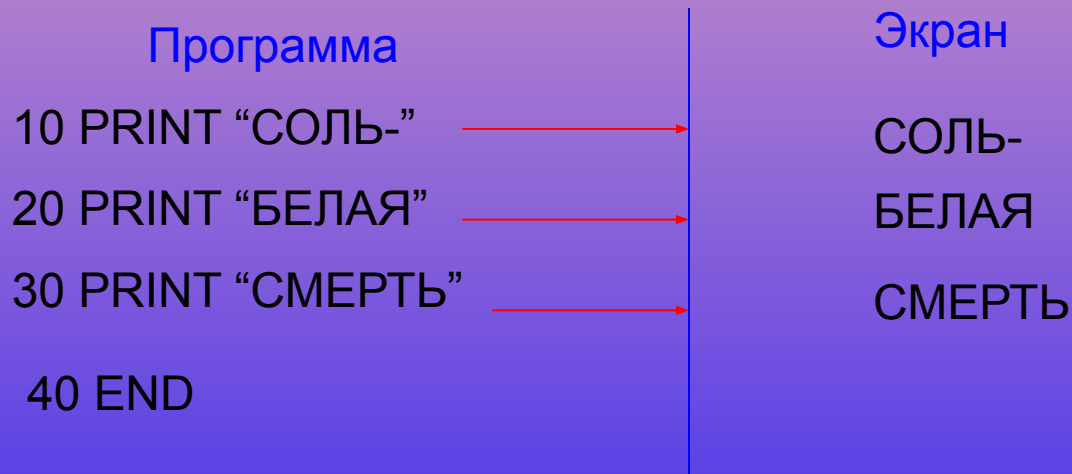 Программа
10 PRINT “СОЛЬ-”
20 PRINT “БЕЛАЯ”
30 PRINT “СМЕРТЬ”
40 END
Экран
СОЛЬ-
БЕЛАЯ
СМЕРТЬ